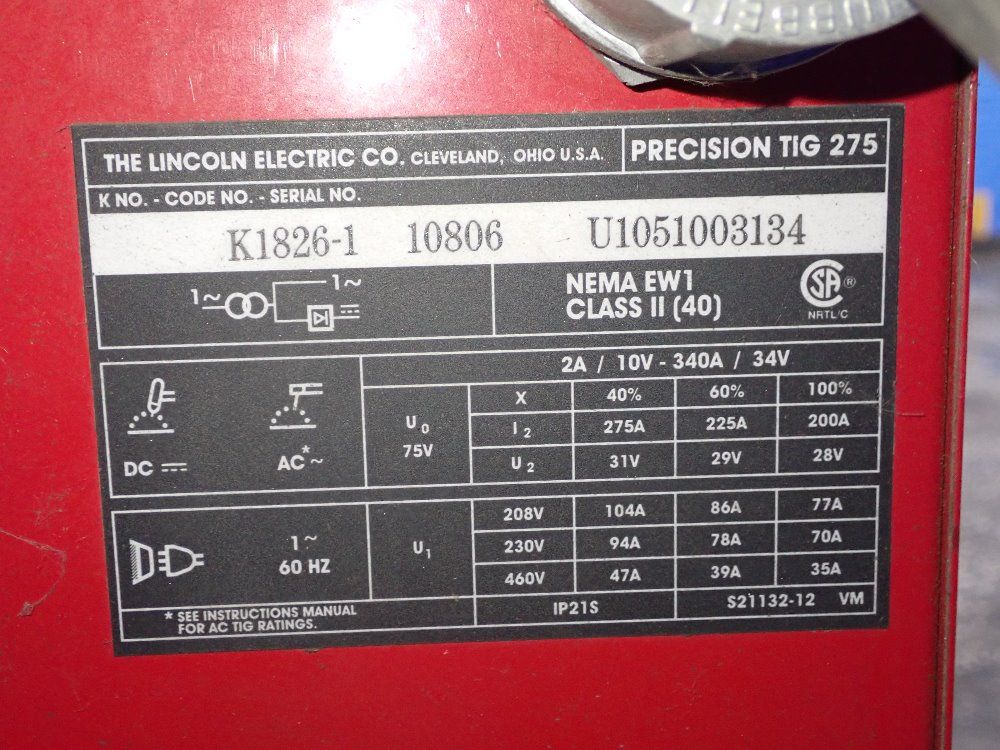 HUBBELL
THE LINCOLN ELECTRIC CO. CLEVELAND, OHIO U.S.A. PRECISION TIG 275
K NO. - CODE NO. - SERIAL NO.
K1826-1 10806 U1051003134
1~ 1~
NEMA EW1
CLASS II (40)
SA ®
NRTL/C
2A / 10V - 340A / 34V
X 40% 60% 100%
U0 I2 275A 225A 200A
75V U2 31V 29V 28V
DC AC* ~
208V 104A 86A 77A
1~ U1 230V 94A 78A 70A
60 HZ 460V 47A 39A 35A
* SEE INSTRUCTIONS MANUAL
FOR AC TIG RATINGS.
IP21S S21132-12 VM